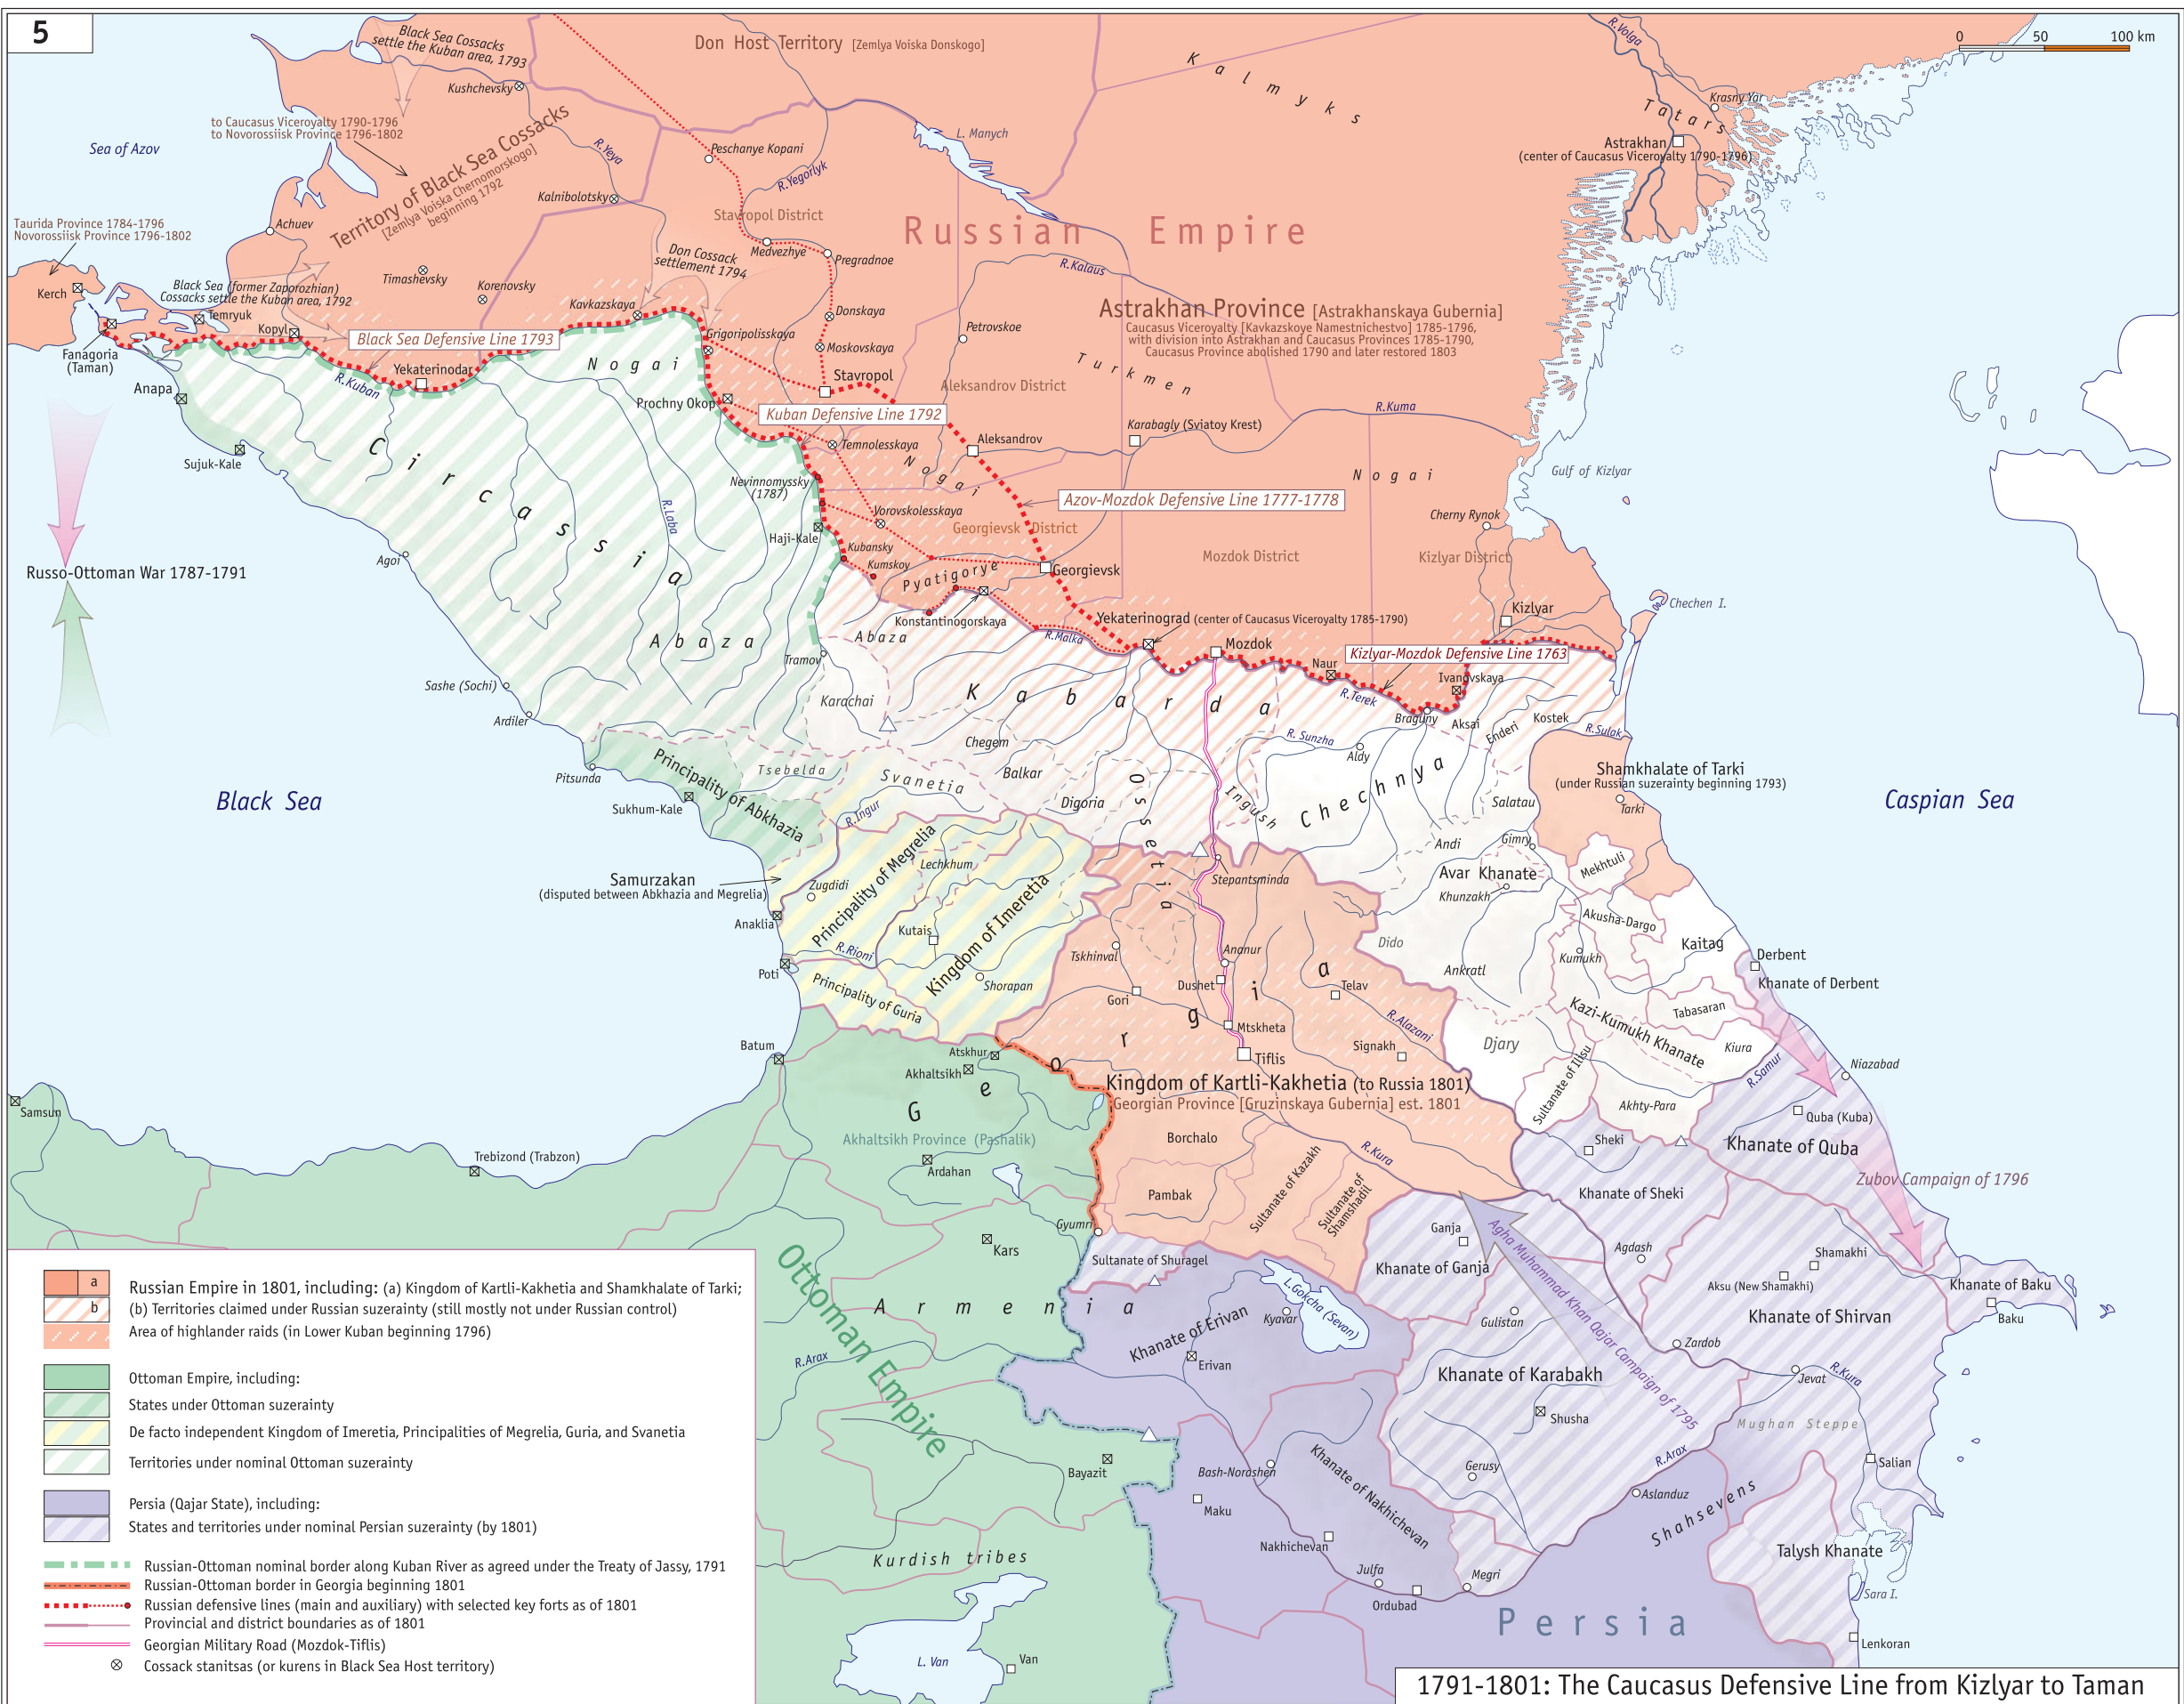 5
Black Sea Cossacks
settle the Kuban area, 1793
Don Host Territory [Zemlya Voiska Donskogo]
Kalmyks
R.Volga
0 50 100 km
Kushchevsky
Krasny Yar
Tatars
Astrakhan
(center of Caucasus Viceroyalty 1790-1796)
to Caucasus Viceroyalty 1790-1796
to Novorossiisk Province 1796-1802
Sea of Azov
Territory of Black Sea Cossacks
[Zemlya Voiska Chernomorskogo]
beginning 1792
R.Yeya
Peschanye Kopani
L. Manych
R.Yegorlyk
Kalnibolotsky
Stavropol District
Russian Empire
Taurida Province 1784-1796
Novorossiisk Province 1796-1802
Achuev
Medvezhye
Pregradnoe
Don Cossack
settlement 1794
R.Kalaus
Timashevsky
Korenovsky
Kerch
Black Sea (former Zaporozhian)
Cossacks settle the Kuban area, 1792
Temryuk
Kopyl
Kavkazskaya
Donskaya
Astrakhan Province [Astrakhanskaya Gubernia]
Caucasus Viceroyalty [Kavkazskoye Namestnichestvo] 1785-1796,
with division into Astrakhan and Caucasus Provinces 1785-1790,
Caucasus Province abolished 1790 and later restored 1803
Petrovskoe
Fanagoria
(Taman)
Black Sea Defensive Line 1793
Grigoripolisskaya
Moskovskaya
Nogai
Turkmen
Anapa
R.Kuban
Yekaterinodar
Stavropol
Aleksandrov District
Prochny Okop
Kuban Defensive Line 1792
R.Kuma
Karabagly (Sviatoy Krest)
Temnolesskaya
Aleksandrov
Sujuk-Kale
Circassia
Nogai
Nogai
Gulf of Kizlyar
Nevinnomyssky
(1787)
Azov-Mozdok Defensive Line 1777-1778
R.Laba
Vorovskolesskaya
Georgievsk District
Cherny Rynok
Haji-Kale
Agoi
Kubansky
Kumskoy
Mozdok District
Kizlyar District
Russo-Ottoman War 1787-1791
Pyatigorye
Georgievsk
Chechen I.
Kizlyar
Konstantinogorskaya
Abaza
Abaza
R.Malka
Yekaterinograd (center of Caucasus Viceroyalty 1785-1790)
Mozdok
Kizlyar-Mozdok Defensive Line 1763
Tramov
Naur
Ivanovskaya
Sashe (Sochi)
Karachai
Kabarda
R.Terek
Braguny
Aksai
Enderi
Kostek
R.Sulak
Ardiler
Chegem
R. Sunzha
Aldy
Pitsunda
Principality of Abkhazia
Tsebelda
Svanetia
Balkar
Ossetia
Ingush
Chechnya
Shamkhalate of Tarki
(under Russian suzerainty beginning 1793)
Tarki
Black Sea
Caspian Sea
Sukhum-Kale
R.Ingur
Digoria
Salatau
Andi
Gimry
Mekhtuli
Samurzakan
(disputed between Abkhazia and Megrelia)
Zugdidi
Principality of Megrelia
Lechkhum
Kingdom of Imeretia
Stepantsminda
Avar Khanate
Khunzakh
Akusha-Dargo
Anaklia
Kutais
R.Rioni
Tskhinval
Ananur
Dido
Ankratl
Kumukh
Kaitag
Derbent
Khanate of Derbent
Poti
Principality of Guria
Shorapan
Gori
Dushet
Telav
Georgia
Mtskheta
R.Alazani
Kazi-Kumukh Khanate
Tabasaran
Batum
Atskhur
Akhaltsikh
Tiflis
Signakh
Djary
Sultanate of Ilisu
Kiura
R.Samur
Niazabad
Kingdom of Kartli-Kakhetia (to Russia 1801)
Georgian Province [Gruzinskaya Gubernia] est. 1801
Akhty-Para
Quba (Kuba)
Samsun
Akhaltsikh Province (Pashalik)
Borchalo
Sheki
Khanate of Quba
Trebizond (Trabzon)
Ardahan
R.Kura
Zubov Campaign of 1796
Pambak
Sultanate of Kazakh
Sultanate of
Shamshadil
Khanate of Sheki
Gyumri
Ganja
Kars
Sultanate of Shuragel
Khanate of Ganja
Agdash
Shamakhi
Aksu (New Shamakhi)
Khanate of Baku
Baku
Agha Muhammad Khan Qajar Campaign of 1795
Ottoman Empire
Armenia
L.Gokcha (Sevan)
Kyavar
Khanate of Erivan
Gulistan
Khanate of Shirvan
Zardob
R.Arax
Erivan
Khanate of Karabakh
R.Kura
Jevat
Shusha
Mughan Steppe
Bayazit
Bash-Norashen
Khanate of Nakhichevan
Gerusy
R.Arax
Salian
Maku
Aslanduz
Shahsevens
Nakhichevan
Talysh Khanate
Kurdish tribes
Julfa
Megri
Sara I.
Ordubad
Persia
Lenkoran
L. Van
Van
a
Russian Empire in 1801, including: (a) Kingdom of Kartli-Kakhetia and Shamkhalate of Tarki;
b
(b) Territories claimed under Russian suzerainty (still mostly not under Russian control)
Area of highlander raids (in Lower Kuban beginning 1796)
Ottoman Empire, including:
States under Ottoman suzerainty
De facto independent Kingdom of Imeretia, Principalities of Megrelia, Guria, and Svanetia
Territories under nominal Ottoman suzerainty
Persia (Qajar State), including:
States and territories under nominal Persian suzerainty (by 1801)
Russian-Ottoman nominal border along Kuban River as agreed under the Treaty of Jassy, 1791
Russian-Ottoman border in Georgia beginning 1801
Russian defensive lines (main and auxiliary) with selected key forts as of 1801
Provincial and district boundaries as of 1801
Georgian Military Road (Mozdok-Tiflis)
Cossack stanitsas (or kurens in Black Sea Host territory)
1791-1801: The Caucasus Defensive Line from Kizlyar to Taman